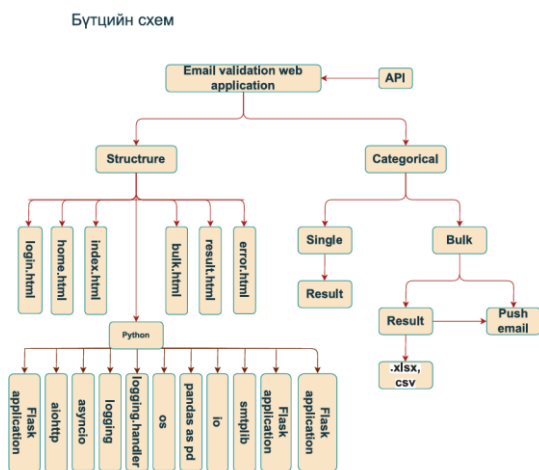 Бүтцийн схем
Email validation web
application
API
Structrure
Categorical
login.html
home.html
index.html
bulk.html
result.html
error.html
Single
Bulk
Result
Result
Push
email
Python
.xlsx,
csv
Flask
application
aiohttp
asyncio
logging
logging.handler
os
pandas as pd
io
smtplib
Flask
application
Flask
application